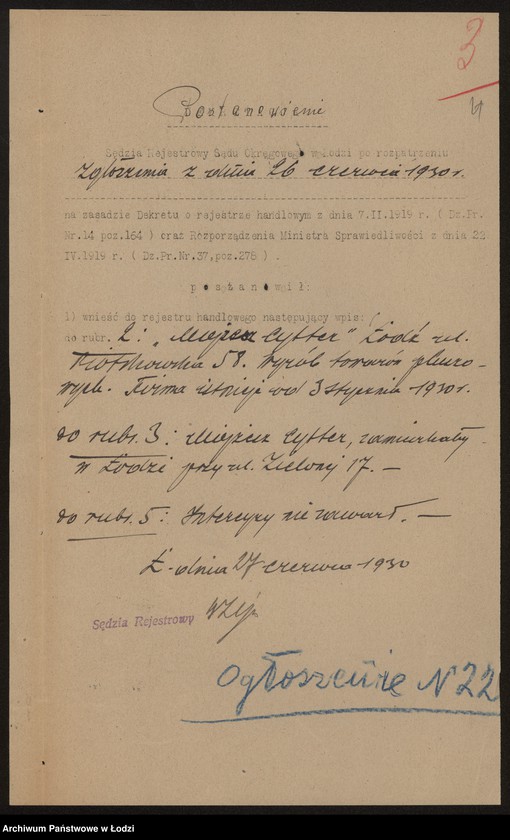 3
4
Postanowienie
Sędzia Rejestrowy Sądu Okręgowego w Łodzi po rozpatrzeniu
zgłoszenia z dnia 26 czerwca 1930 r.
na zasadzie Dekretu o rejestrze handlowym z dnia 7.II.1919 r. ( Dz.Pr.
Nr.14 poz.164 ) oraz Rozporządzenia Ministra Sprawiedliwości z dnia 22
IV.1919 r. ( Dz.Pr.Nr.37,poz.278 ) .
p o s t a n o w i ł:
1) wnieść do rejestru handlowego następujący wpis:
do rubr. 2: „Mojżesz Cytter" Łódź ul.
Piotrkowska 58. Wyrób towarów pluszo-
wych. Firma istnieje od 3 stycznia 1930 r.
do rubr. 3: Mojżesz Cytter, zamieszkały
w Łodzi przy ul. Zielonej 17. —
do rubr. 5: Intercyzy nie zawarł. —
Ł. dnia 27 czerwca 1930
Sędzia Rejestrowy
Ogłoszenie N 22
Archiwum Państwowe w Łodzi